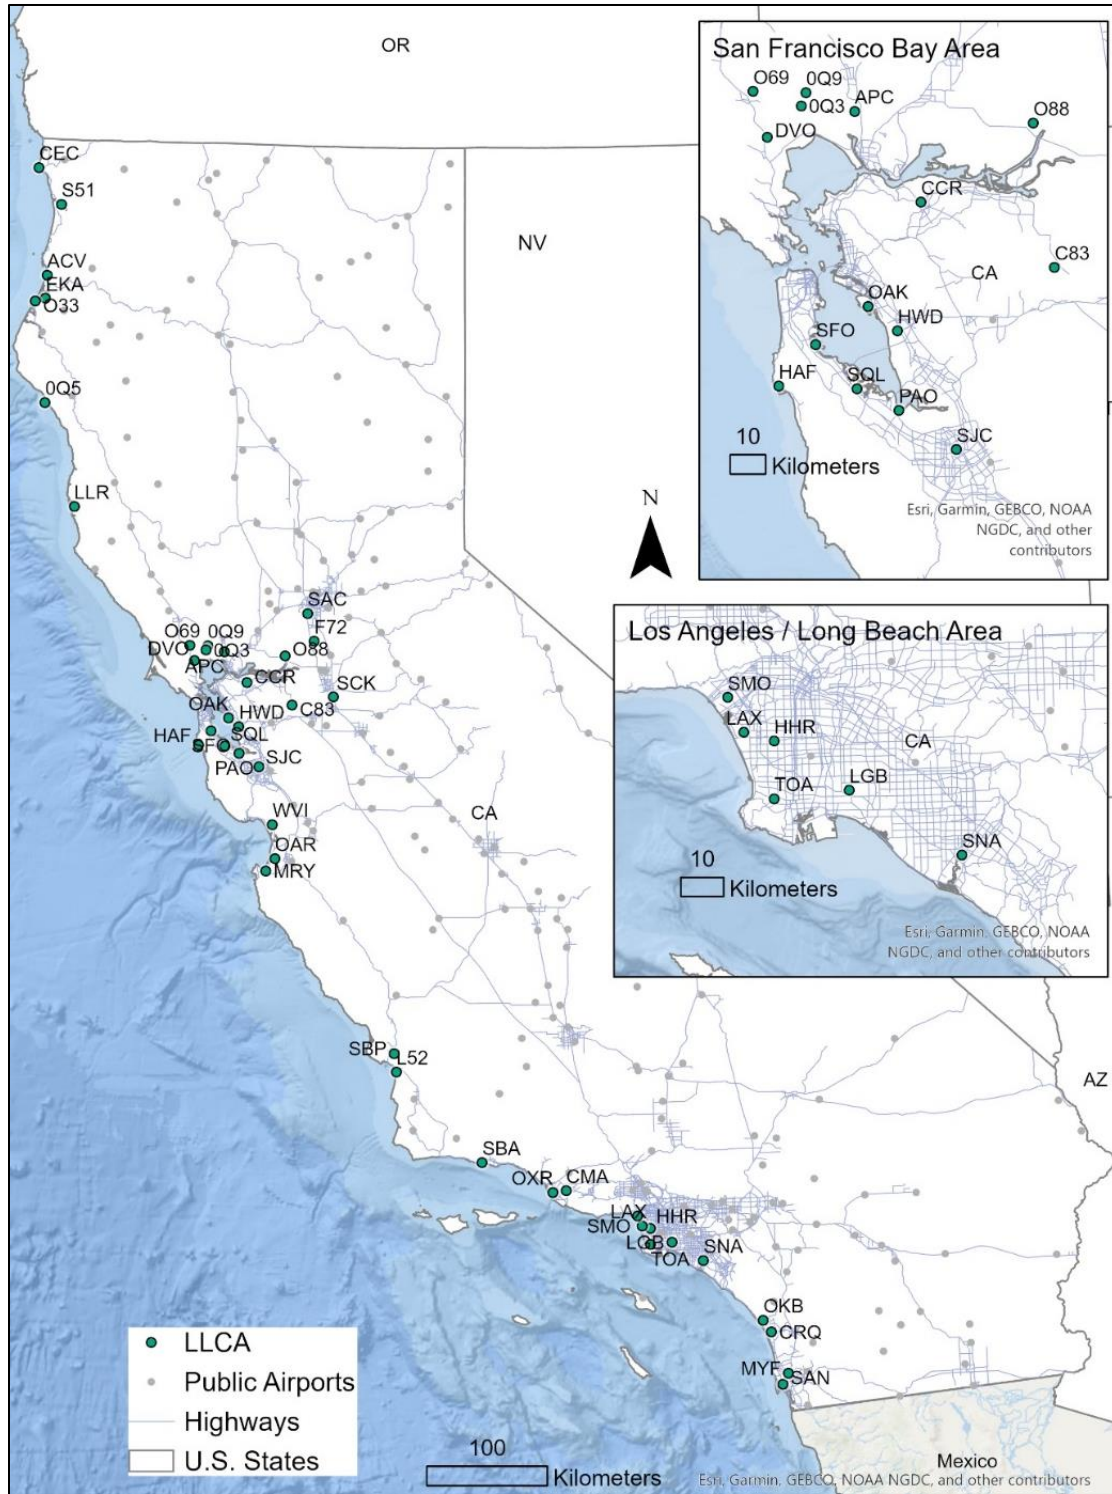 OR
San Francisco Bay Area
O69
0Q9
0Q3
APC
O88
DVO
CCR
C83
CA
OAK
HWD
SFO
HAF
SQL
PAO
SJC
10
Kilometers
Esri, Garmin, GEBCO, NOAA
NGDC, and other
contributors
CEC
S51
NV
ACV
EKA
O33
0Q5
LLR
N
Los Angeles / Long Beach Area
SMO
LAX
HHR
CA
TOA
LGB
SNA
10
Kilometers
Esri, Garmin, GEBCO, NOAA
NGDC, and other contributors
SAC
F72
O69
0Q9
DVO
0Q3
O88
APC
CCR
SCK
C83
OAK
HWD
HAF
SFO
SQL
PAO
SJC
WVI
CA
OAR
MRY
SBP
L52
AZ
SBA
OXR
CMA
LAX
HHR
SMO
LGB
SNA
TOA
OKB
CRQ
MYF
SAN
LLCA
Public Airports
Highways
U.S. States
100
Kilometers
Mexico
Esri, Garmin, GEBCO, NOAA NGDC, and other contributors